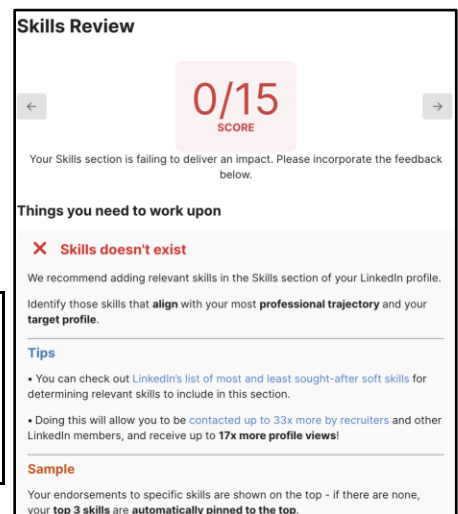 Skills Review
←
0/15
→
SCORE
Your Skills section is failing to deliver an impact. Please incorporate the feedback
below.
Things you need to work upon
✕ Skills doesn't exist
We recommend adding relevant skills in the Skills section of your LinkedIn profile.
Identify those skills that align with your most professional trajectory and your
target profile.
Tips
• You can check out LinkedIn's list of most and least sought-after soft skills for
determining relevant skills to include in this section.
• Doing this will allow you to be contacted up to 33x more by recruiters and other
LinkedIn members, and receive up to 17x more profile views!
Sample
Your endorsements to specific skills are shown on the top - if there are none,
your top 3 skills are automatically pinned to the top.